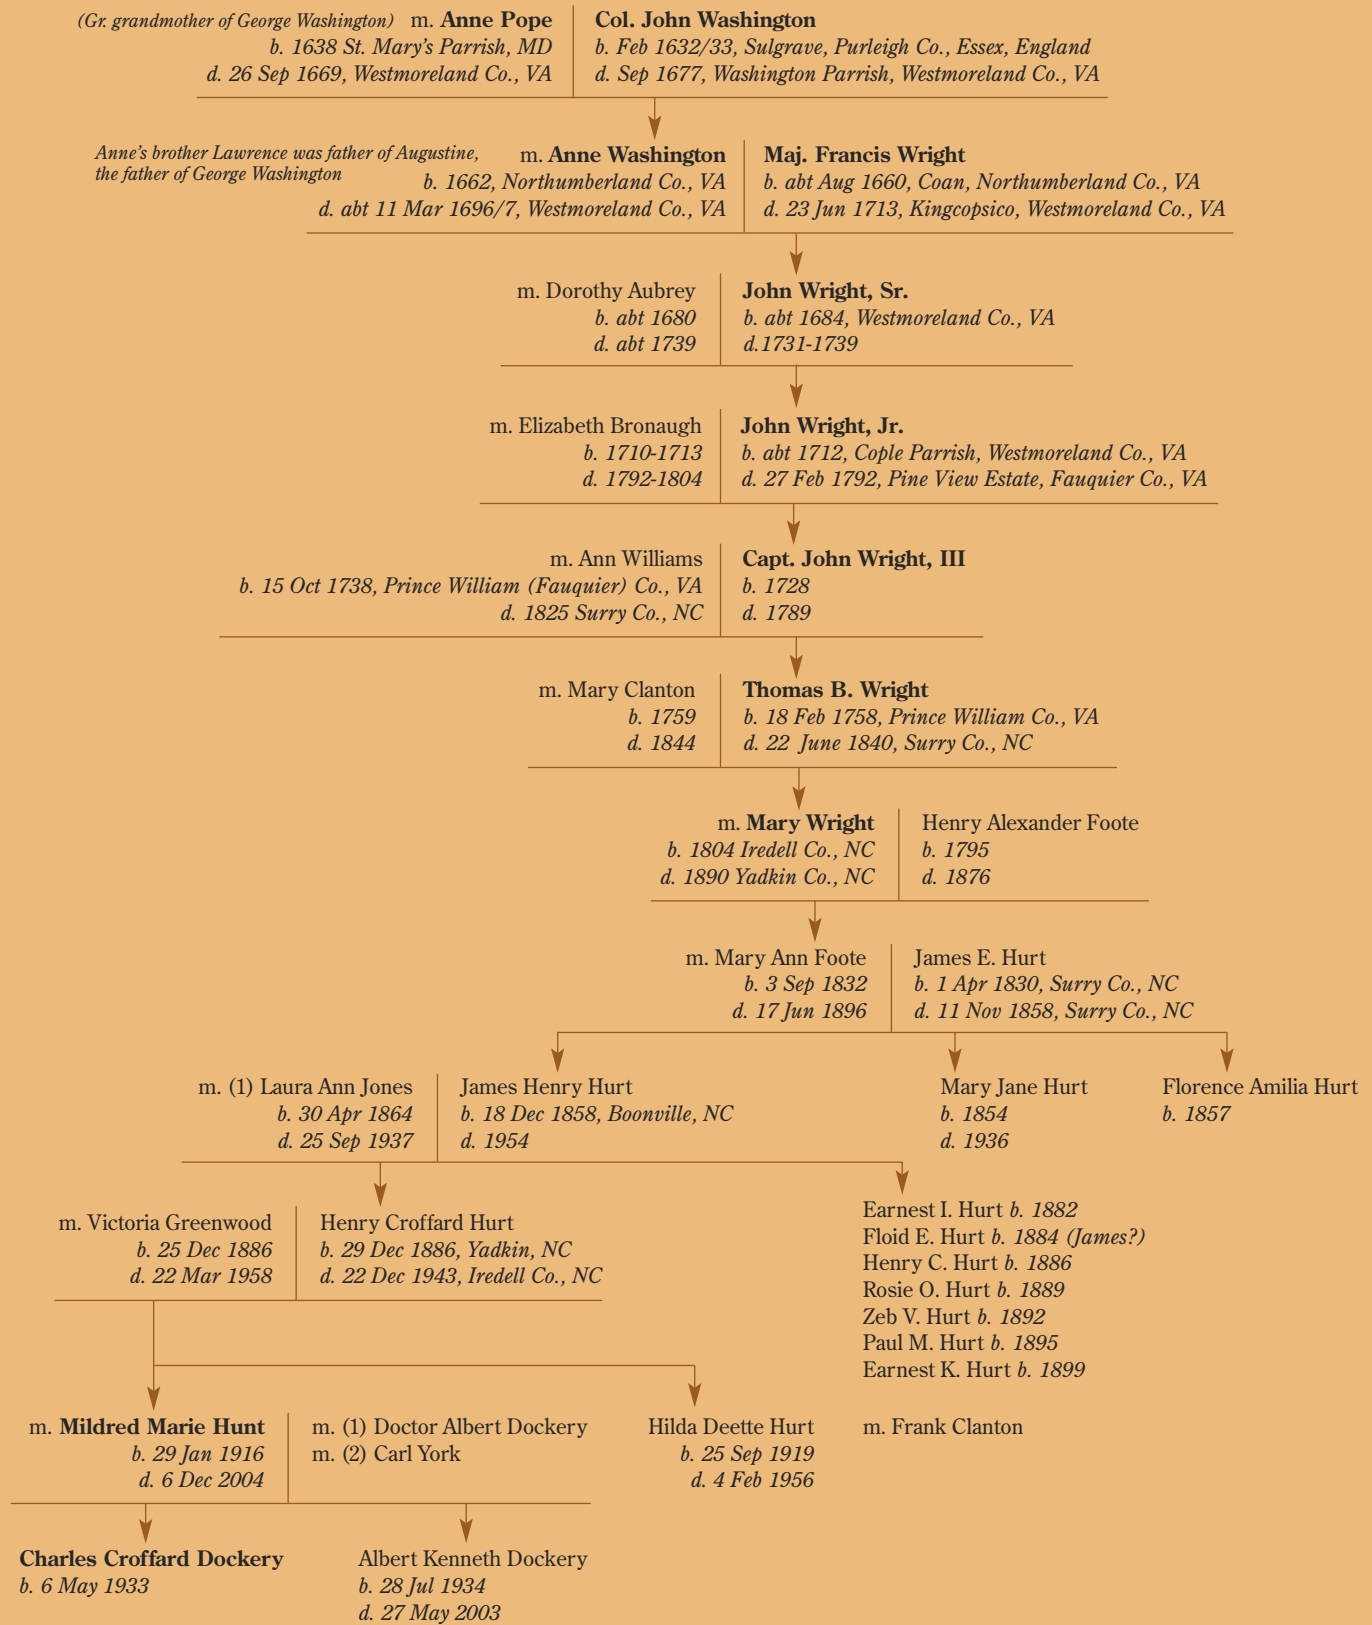 (Gr. grandmother of George Washington) m. Anne Pope
b. 1638 St. Mary's Parrish, MD
d. 26 Sep 1669, Westmoreland Co., VA
Col. John Washington
b. Feb 1632/33, Sulgrave, Purleigh Co., Essex, England
d. Sep 1677, Washington Parrish, Westmoreland Co., VA
Anne's brother Lawrence was father of Augustine,
the father of George Washington
m. Anne Washington
b. 1662, Northumberland Co., VA
d. abt 11 Mar 1696/7, Westmoreland Co., VA
Maj. Francis Wright
b. abt Aug 1660, Coan, Northumberland Co., VA
d. 23 Jun 1713, Kingcopsico, Westmoreland Co., VA
m. Dorothy Aubrey
b. abt 1680
d. abt 1739
John Wright, Sr.
b. abt 1684, Westmoreland Co., VA
d.1731-1739
m. Elizabeth Bronaugh
b. 1710-1713
d. 1792-1804
John Wright, Jr.
b. abt 1712, Cople Parrish, Westmoreland Co., VA
d. 27 Feb 1792, Pine View Estate, Fauquier Co., VA
m. Ann Williams
b. 15 Oct 1738, Prince William (Fauquier) Co., VA
d. 1825 Surry Co., NC
Capt. John Wright, III
b. 1728
d. 1789
m. Mary Clanton
b. 1759
d. 1844
Thomas B. Wright
b. 18 Feb 1758, Prince William Co., VA
d. 22 June 1840, Surry Co., NC
m. Mary Wright
b. 1804 Iredell Co., NC
d. 1890 Yadkin Co., NC
Henry Alexander Foote
b. 1795
d. 1876
m. Mary Ann Foote
b. 3 Sep 1832
d. 17 Jun 1896
James E. Hurt
b. 1 Apr 1830, Surry Co., NC
d. 11 Nov 1858, Surry Co., NC
m. (1) Laura Ann Jones
b. 30 Apr 1864
d. 25 Sep 1937
James Henry Hurt
b. 18 Dec 1858, Boonville, NC
d. 1954
Mary Jane Hurt
b. 1854
d. 1936
Florence Amilia Hurt
b. 1857
m. Victoria Greenwood
b. 25 Dec 1886
d. 22 Mar 1958
Henry Croffard Hurt
b. 29 Dec 1886, Yadkin, NC
d. 22 Dec 1943, Iredell Co., NC
Earnest I. Hurt b. 1882
Floid E. Hurt b. 1884 (James?)
Henry C. Hurt b. 1886
Rosie O. Hurt b. 1889
Zeb V. Hurt b. 1892
Paul M. Hurt b. 1895
Earnest K. Hurt b. 1899
m. Mildred Marie Hunt
b. 29 Jan 1916
d. 6 Dec 2004
m. (1) Doctor Albert Dockery
m. (2) Carl York
Hilda Deette Hurt
b. 25 Sep 1919
d. 4 Feb 1956
m. Frank Clanton
Charles Croffard Dockery
b. 6 May 1933
Albert Kenneth Dockery
b. 28 Jul 1934
d. 27 May 2003